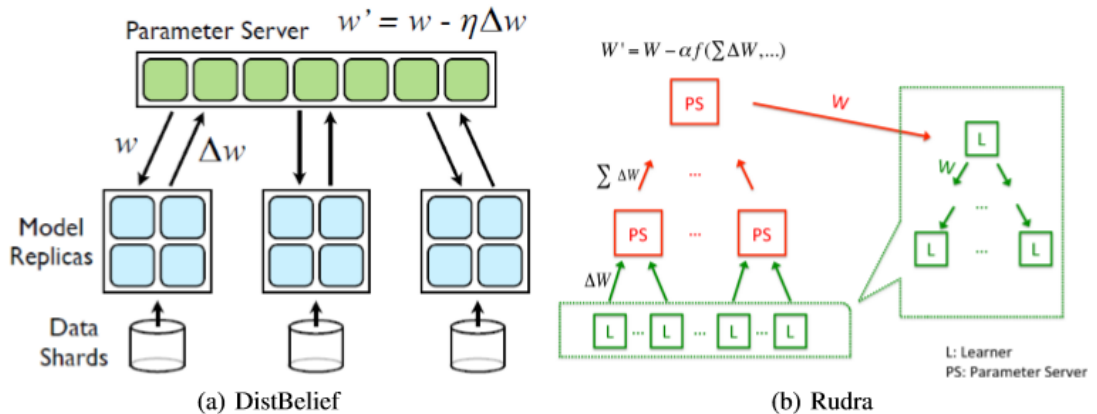 Parameter Server w' = w - ηΔw
w Δw
Model
Replicas
Data
Shards
(a) DistBelief
W' = W − αf(∑ΔW,...)
PS
W
L
W
∑ ΔW
...
...
PS ... PS
L ... L
ΔW
L ... L ... L ... L
L: Learner
PS: Parameter Server
(b) Rudra